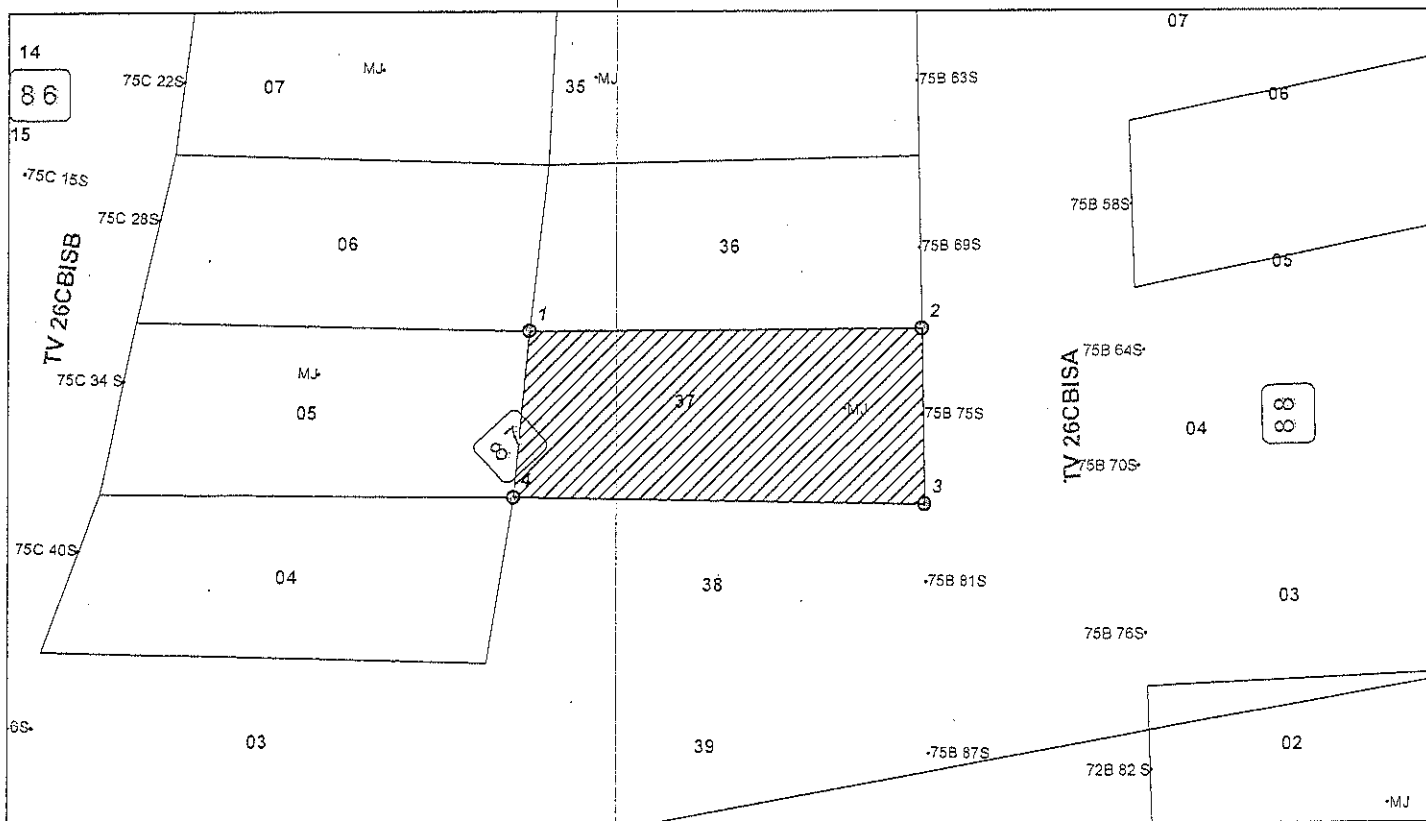 07
14
75C 22S
07
MJ
35
MJ
75B 63S
06
86
15
75C 15S
75C 28S
75B 58S
06
36
75B 69S
05
TV 26CBISB
1
2
75B 64S
75C 34 S
MJ
05
37
MJ
75B 75S
TV 26CBISA
04
88
87
75B 70S
4
3
75C 40S
04
38
75B 81S
03
75B 76S
6S
03
39
75B 87S
72B 82 S
02
MJ